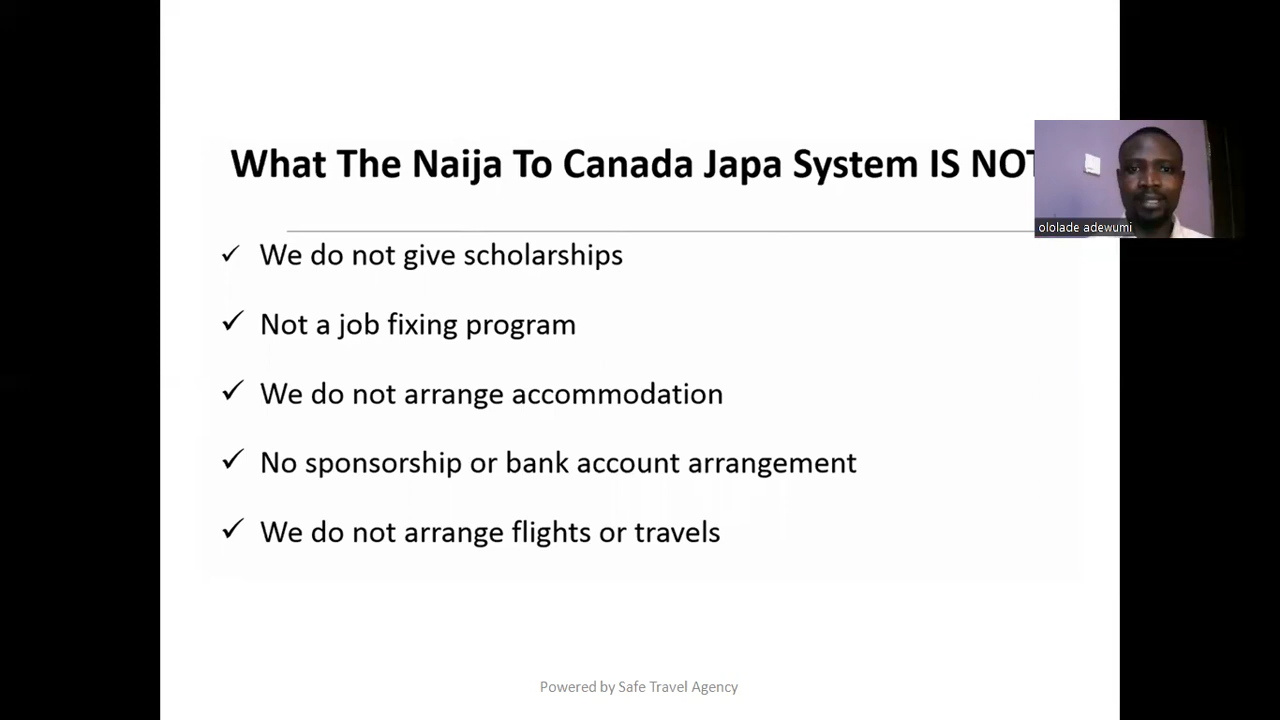 What The Naija To Canada Japa System IS NOT
ololade adewumi
✓ We do not give scholarships
✓ Not a job fixing program
✓ We do not arrange accommodation
✓ No sponsorship or bank account arrangement
✓ We do not arrange flights or travels
Powered by Safe Travel Agency